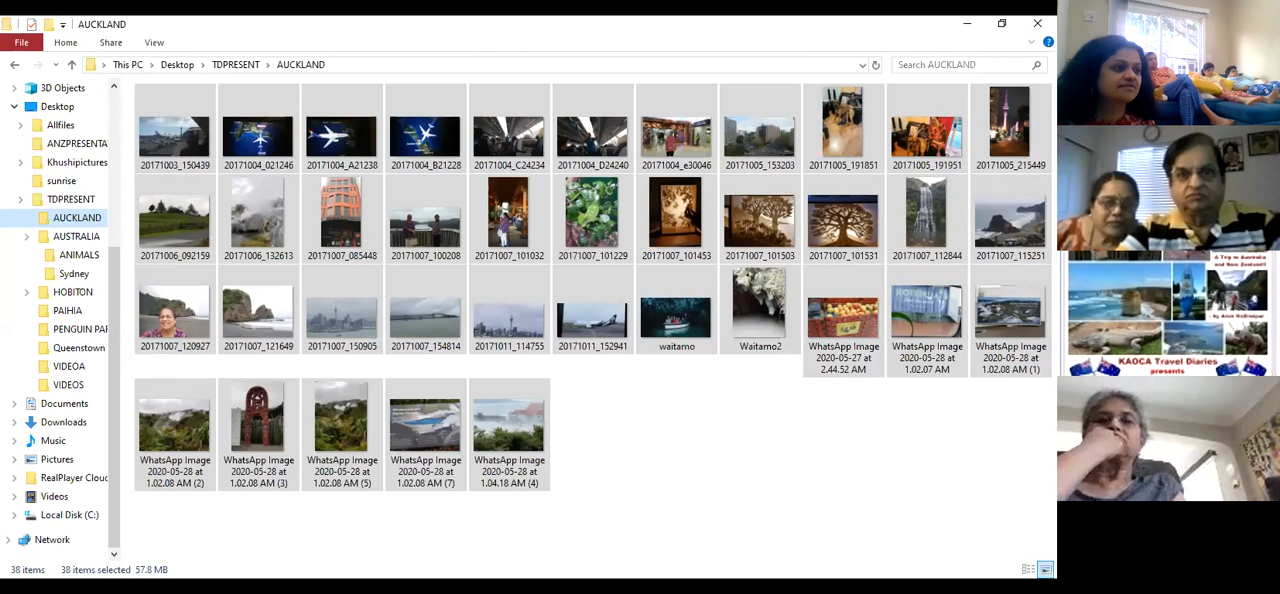 AUCKLAND
File Home Share View
This PC Desktop TDPRESENT AUCKLAND
Search AUCKLAND
3D Objects
Desktop
Allfiles
ANZPRESENTA
Khushipictures
sunrise
TDPRESENT
AUCKLAND
AUSTRALIA
ANIMALS
Sydney
HOBITON
PAIHIA
PENGUIN PAR
Queenstown
VIDEOA
VIDEOS
Documents
Downloads
Music
Pictures
RealPlayer Cloud
Videos
Local Disk (C:)
Network
20171003_150439 20171004_021246 20171004_A21238 20171004_B21228 20171004_C24234 20171004_D24240 20171004_e30046 20171005_153203 20171005_191851 20171005_191951 20171005_215449
20171006_092159 20171006_132613 20171007_085448 20171007_100208 20171007_101032 20171007_101229 20171007_101453 20171007_101503 20171007_101531 20171007_112844 20171007_115251
20171007_120927 20171007_121649 20171007_150905 20171007_154814 20171011_114755 20171011_152941 waitamo Waitamo2 WhatsApp Image WhatsApp Image WhatsApp Image
2020-05-27 at 2020-05-28 at 2020-05-28 at
2.44.52 AM 1.02.07 AM 1.02.08 AM (1)
WhatsApp Image WhatsApp Image WhatsApp Image WhatsApp Image WhatsApp Image
2020-05-28 at 2020-05-28 at 2020-05-28 at 2020-05-28 at 2020-05-28 at
1.02.08 AM (2) 1.02.08 AM (3) 1.02.08 AM (5) 1.02.08 AM (7) 1.04.18 AM (4)
38 items 38 items selected 57.8 MB
A Trip to Australia
and New Zealand!
KAOCA Travel Diaries
presents